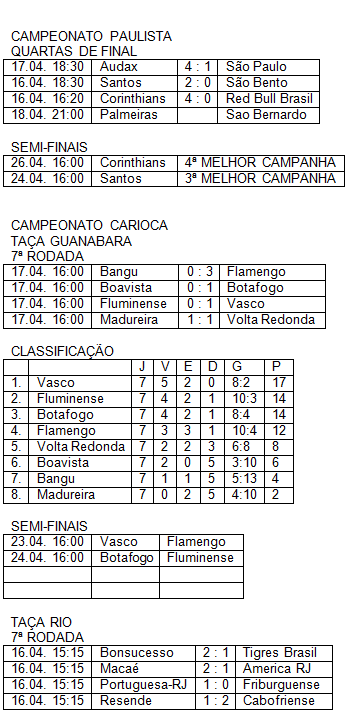 CAMPEONATO PAULISTA
QUARTAS DE FINAL
17.04. 18:30 Audax 4 : 1 São Paulo
16.04. 18:30 Santos 2 : 0 São Bento
16.04. 16:20 Corinthians 4 : 0 Red Bull Brasil
18.04. 21:00 Palmeiras Sao Bernardo
SEMI-FINAIS
26.04. 16:00 Corinthians 4ª MELHOR CAMPANHA
24.04. 16:00 Santos 3ª MELHOR CAMPANHA
CAMPEONATO CARIOCA
TAÇA GUANABARA
7ª RODADA
17.04. 16:00 Bangu 0 : 3 Flamengo
17.04. 16:00 Boavista 0 : 1 Botafogo
17.04. 16:00 Fluminense 0 : 1 Vasco
17.04. 16:00 Madureira 1 : 1 Volta Redonda
CLASSIFICAÇÃO
J V E D G P
1. Vasco 7 5 2 0 8:2 17
2. Fluminense 7 4 2 1 10:3 14
3. Botafogo 7 4 2 1 8:4 14
4. Flamengo 7 3 3 1 10:4 12
5. Volta Redonda 7 2 2 3 6:8 8
6. Boavista 7 2 0 5 3:10 6
7. Bangu 7 1 1 5 5:13 4
8. Madureira 7 0 2 5 4:10 2
SEMI-FINAIS
23.04. 16:00 Vasco Flamengo
24.04. 16:00 Botafogo Fluminense
TAÇA RIO
7ª RODADA
16.04. 15:15 Bonsucesso 2 : 1 Tigres Brasil
16.04. 15:15 Macaé 2 : 1 America RJ
16.04. 15:15 Portuguesa-RJ 1 : 0 Friburguense
16.04. 15:15 Resende 1 : 2 Cabofriense